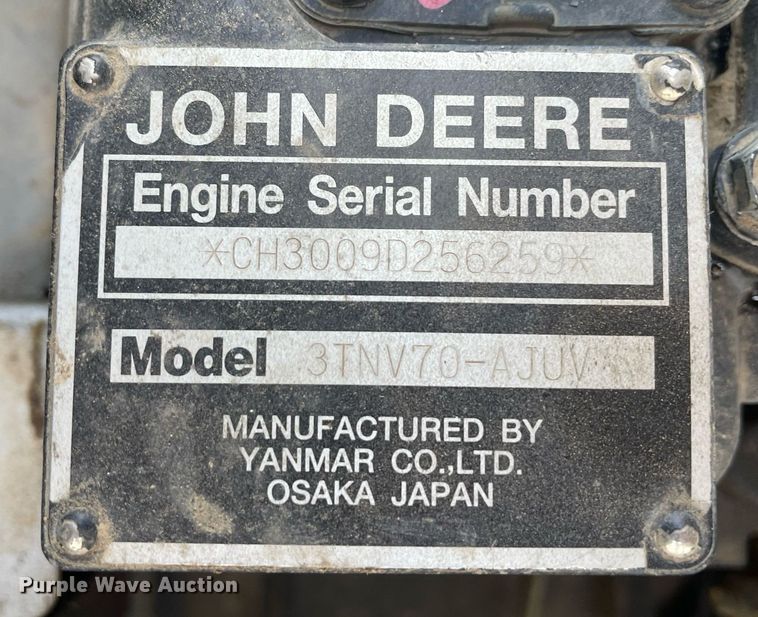 JOHN DEERE
Engine Serial Number
*CH3009D256259*
Model 3TNV70-AJUV
MANUFACTURED BY
YANMAR CO.,LTD.
OSAKA JAPAN
Purple Wave Auction